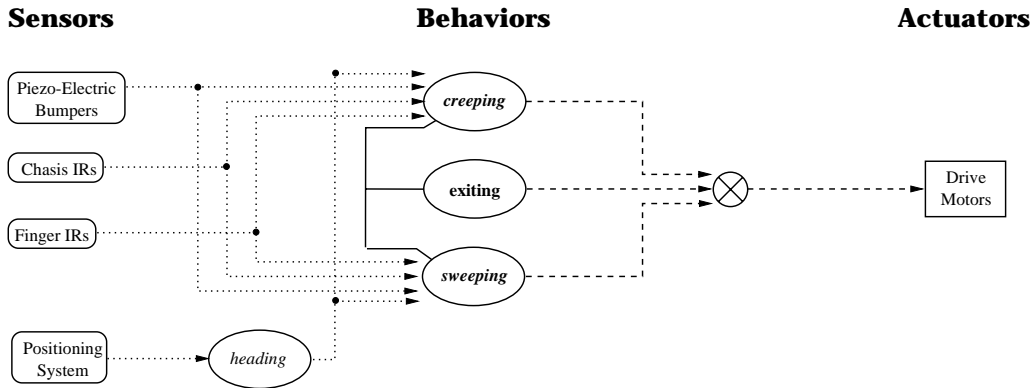 Sensors
Behaviors
Actuators
Piezo-Electric
Bumpers
creeping
Chasis IRs
exiting
Drive
Motors
Finger IRs
sweeping
Positioning
System
heading